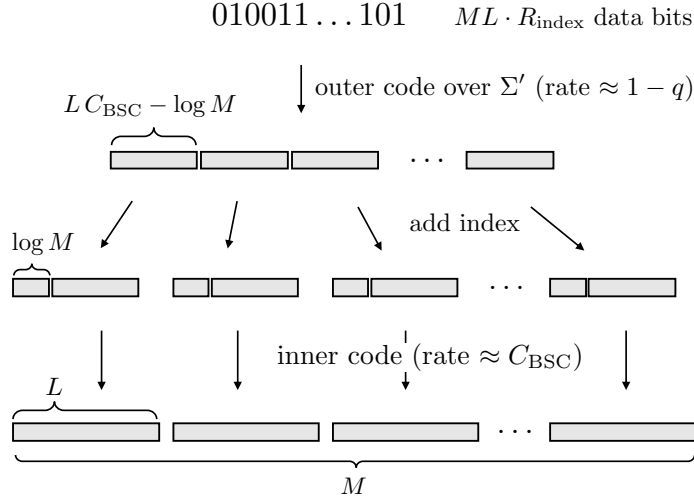 010011 . . . 101 ML · R_index data bits
outer code over Σ′ (rate ≈ 1 − q)
L C_BSC − log M
· · ·
add index
log M
· · ·
inner code (rate ≈ C_BSC)
L
· · ·
M